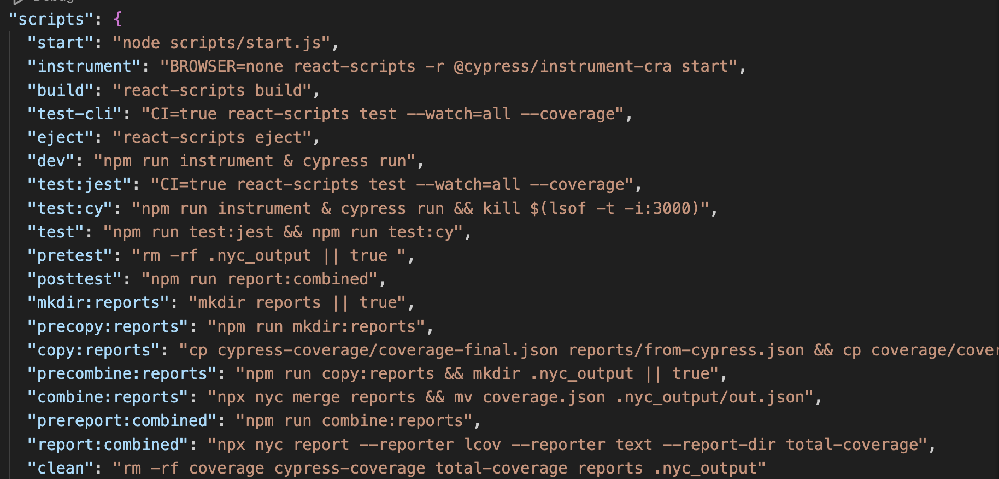 Debug
"scripts": {
"start": "node scripts/start.js",
"instrument": "BROWSER=none react-scripts -r @cypress/instrument-cra start",
"build": "react-scripts build",
"test-cli": "CI=true react-scripts test --watch=all --coverage",
"eject": "react-scripts eject",
"dev": "npm run instrument & cypress run",
"test:jest": "CI=true react-scripts test --watch=all --coverage",
"test:cy": "npm run instrument & cypress run && kill $(lsof -t -i:3000)",
"test": "npm run test:jest && npm run test:cy",
"pretest": "rm -rf .nyc_output || true ",
"posttest": "npm run report:combined",
"mkdir:reports": "mkdir reports || true",
"precopy:reports": "npm run mkdir:reports",
"copy:reports": "cp cypress-coverage/coverage-final.json reports/from-cypress.json && cp coverage/cover
"precombine:reports": "npm run copy:reports && mkdir .nyc_output || true",
"combine:reports": "npx nyc merge reports && mv coverage.json .nyc_output/out.json",
"prereport:combined": "npm run combine:reports",
"report:combined": "npx nyc report --reporter lcov --reporter text --report-dir total-coverage",
"clean": "rm -rf coverage cypress-coverage total-coverage reports .nyc_output"